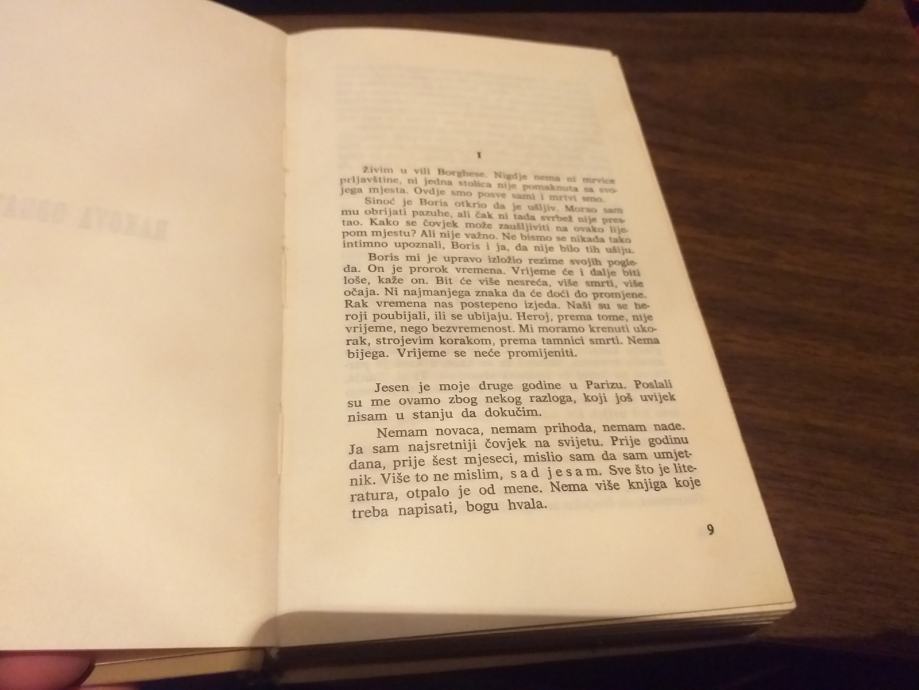 I
Živim u vili Borghese. Nigdje nema ni mrvice
prljavštine, ni jedna stolica nije pomaknuta sa svo-
jega mjesta. Ovdje smo posve sami i mrtvi smo.
Sinoć je Boris otkrio da je ušljiv. Morao sam
mu obrijati pazuhe, ali čak ni tada svrbež nije pres-
tao. Kako se čovjek može zaušljiviti na ovako lije-
pom mjestu? Ali nije važno. Ne bismo se nikada tako
intimno upoznali, Boris i ja, da nije bilo tih ušiju.
Boris mi je upravo izložio rezime svojih pogle-
da. On je prorok vremena. Vrijeme će i dalje biti
loše, kaže on. Bit će više nesreća, više smrti, više
očaja. Ni najmanjega znaka da će doći do promjene.
Rak vremena nas postepeno izjeda. Naši su se he-
roji poubijali, ili se ubijaju. Heroj, prema tome, nije
vrijeme, nego bezvremenost. Mi moramo krenuti uko-
rak, strojevim korakom, prema tamnici smrti. Nema
bijega. Vrijeme se neće promijeniti.
Jesen je moje druge godine u Parizu. Poslali
su me ovamo zbog nekog razloga, koji još uvijek
nisam u stanju da dokučim.
Nemam novaca, nemam prihoda, nemam nade.
Ja sam najsretniji čovjek na svijetu. Prije godinu
dana, prije šest mjeseci, mislio sam da sam umjet-
nik. Više to ne mislim, sad jesam. Sve što je lite-
ratura, otpalo je od mene. Nema više knjiga koje
treba napisati, bogu hvala.
9